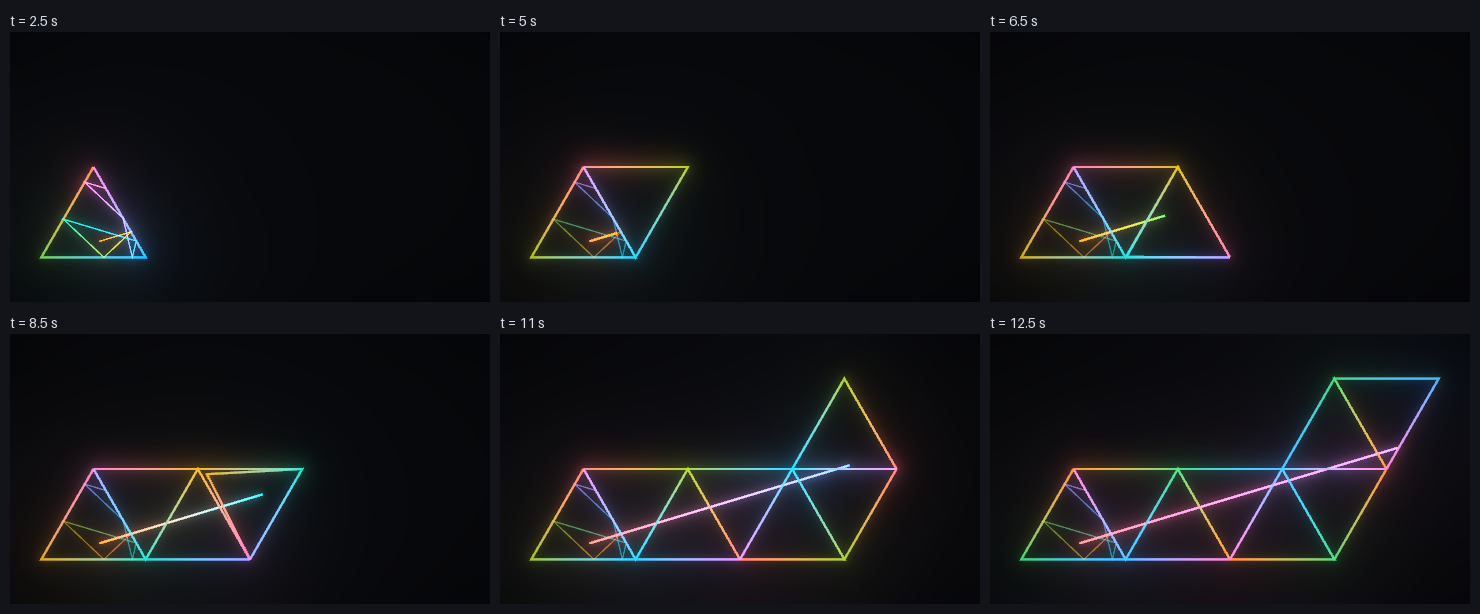 t = 2.5 s
t = 5 s
t = 6.5 s
t = 8.5 s
t = 11 s
t = 12.5 s